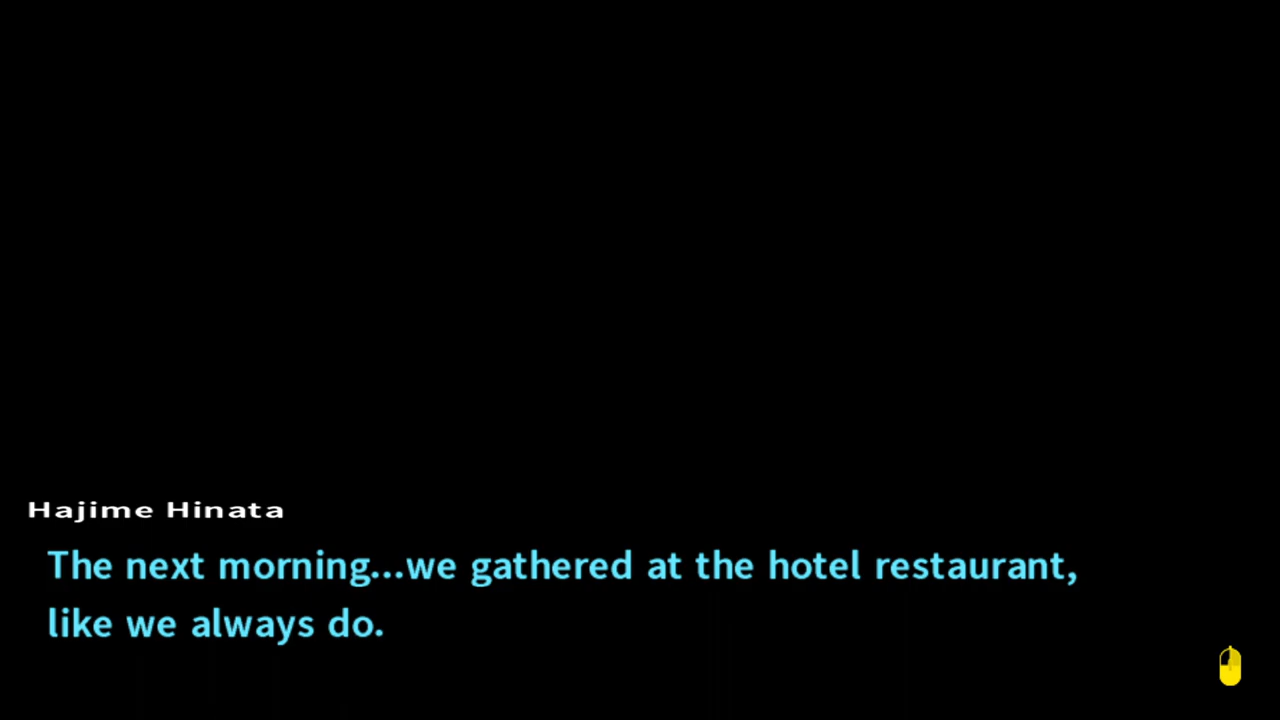 Hajime Hinata
The next morning...we gathered at the hotel restaurant,
like we always do.